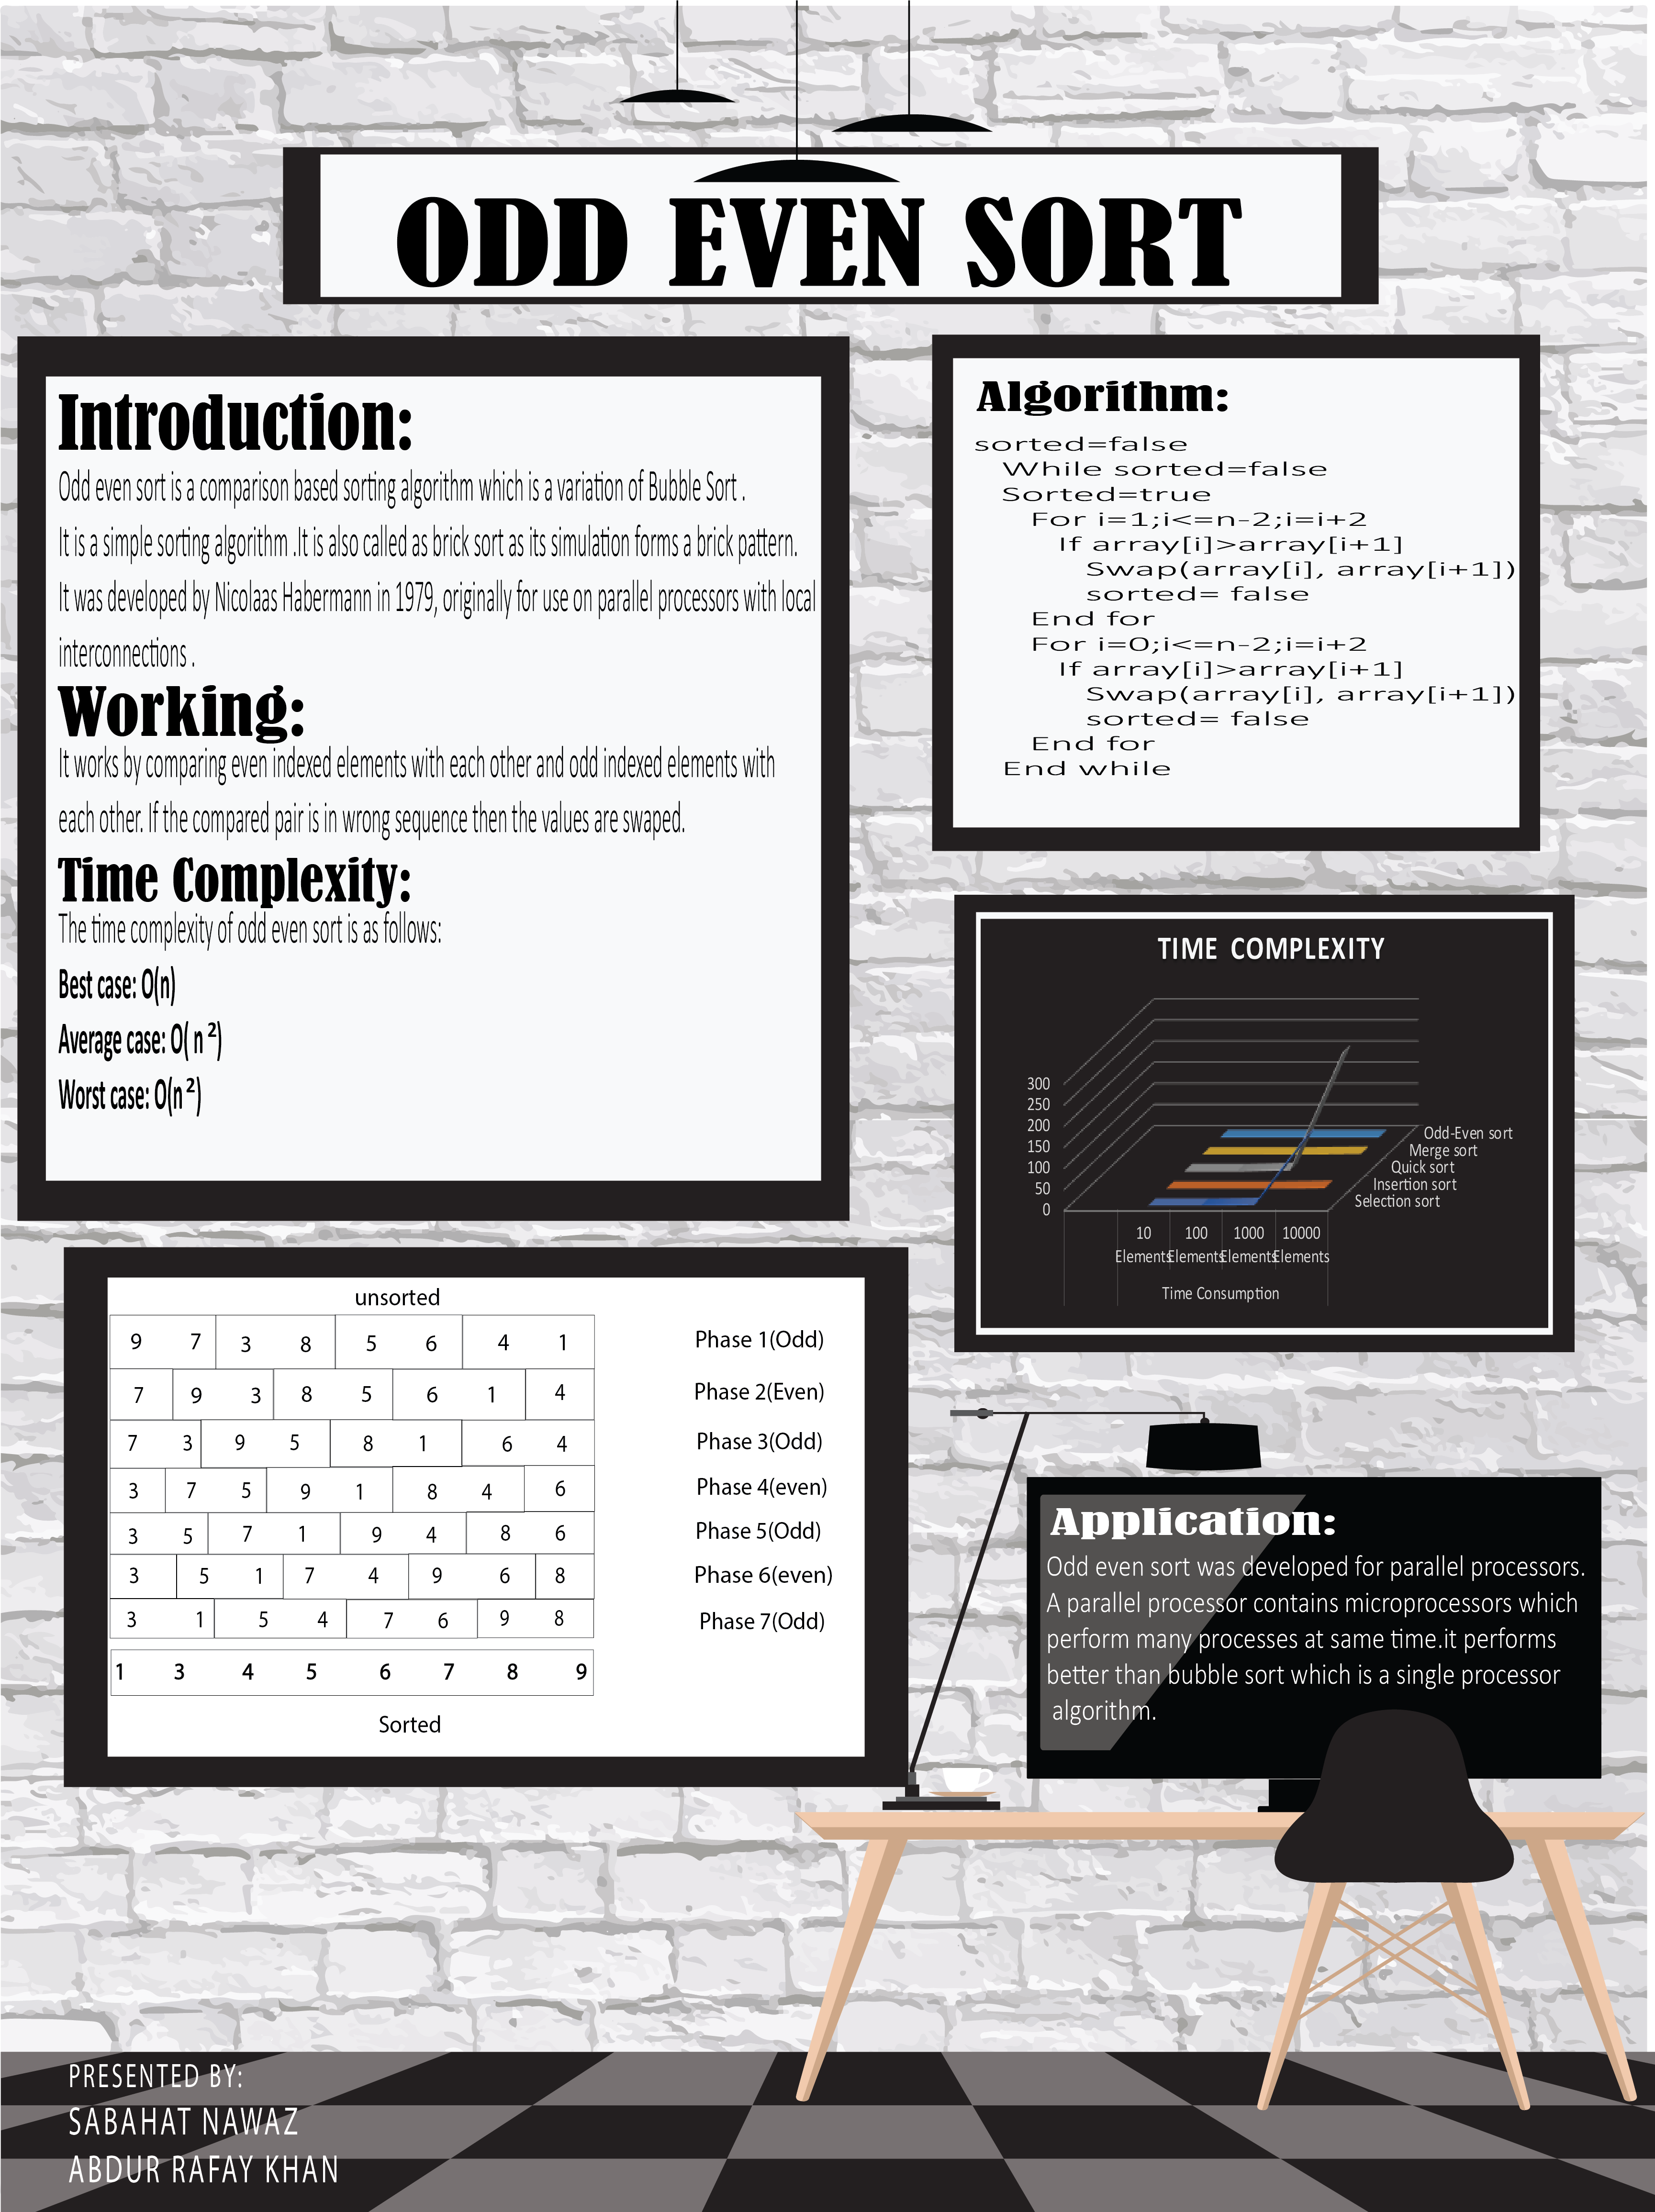 ODD EVEN SORT
Introduction:
Odd even sort is a comparison based sorting algorithm which is a variation of Bubble Sort .
It is a simple sorting algorithm .It is also called as brick sort as its simulation forms a brick pattern.
It was developed by Nicolaas Habermann in 1979, originally for use on parallel processors with local
interconnections .
Working:
It works by comparing even indexed elements with each other and odd indexed elements with
each other. If the compared pair is in wrong sequence then the values are swaped.
Time Complexity:
The time complexity of odd even sort is as follows:
Best case: O(n)
Average case: O( n ²)
Worst case: O(n ²)
Algorithm:
sorted=false
While sorted=false
Sorted=true
For i=1;i<=n-2;i=i+2
If array[i]>array[i+1]
Swap(array[i], array[i+1])
sorted= false
End for
For i=0;i<=n-2;i=i+2
If array[i]>array[i+1]
Swap(array[i], array[i+1])
sorted= false
End for
End while
TIME COMPLEXITY
300
250
200
150
100
50
0
Odd-Even sort
Merge sort
Quick sort
Insertion sort
Selection sort
10 100 1000 10000
Elements Elements Elements Elements
Time Consumption
unsorted
9 7 3 8 5 6 4 1 Phase 1(Odd)
7 9 3 8 5 6 1 4 Phase 2(Even)
7 3 9 5 8 1 6 4 Phase 3(Odd)
3 7 5 9 1 8 4 6 Phase 4(even)
3 5 7 1 9 4 8 6 Phase 5(Odd)
3 5 1 7 4 9 6 8 Phase 6(even)
3 1 5 4 7 6 9 8 Phase 7(Odd)
1 3 4 5 6 7 8 9
Sorted
Application:
Odd even sort was developed for parallel processors.
A parallel processor contains microprocessors which
perform many processes at same time.it performs
better than bubble sort which is a single processor
algorithm.
PRESENTED BY:
SABAHAT NAWAZ
ABDUR RAFAY KHAN